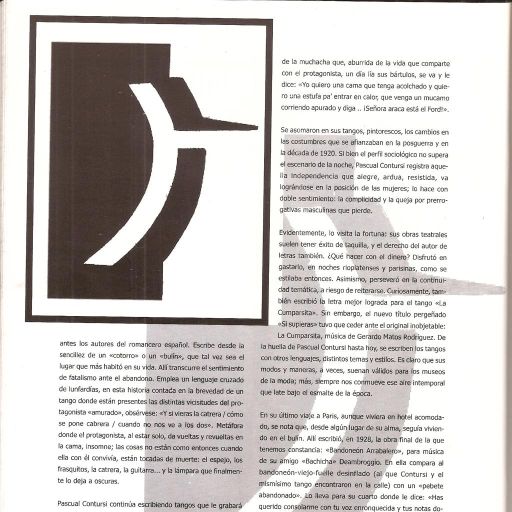 antes los autores del romancero español. Escribe desde la
sencillez de un «cotorro» o un «bulín», que tal vez sea el
lugar que más habitó en su vida. Allí transcurre el sentimiento
de fatalismo ante el abandono. Emplea un lenguaje cruzado
de lunfardías, en esta historia contada en la brevedad de un
tango donde están presentes las distintas vicisitudes del pro-
tagonista «amurado», obsérvese: «Y si vieras la catrera / cómo
se pone cabrera / cuando no nos ve a los dos». Metáfora
donde el protagonista, al estar solo, da vueltas y revueltas en
la cama, insomne; las cosas no están como entonces cuando
ella con él convivía, están tocadas de muerte: el espejo, los
frasquitos, la catrera, la guitarra... y la lámpara que finalmen-
te lo deja a oscuras.
Pascual Contursi continúa escribiendo tangos que le grabará
de la muchacha que, aburrida de la vida que comparte
con el protagonista, un día lía sus bártulos, se va y le
dice: «Yo quiero una cama que tenga acolchado y quie-
ro una estufa pa' entrar en calor, que venga un mucamo
corriendo apurado y diga .. ¡Señora araca está el Ford!».
Se asomaron en sus tangos, pintorescos, los cambios en
las costumbres que se afianzaban en la posguerra y en
la década de 1920. Si bien el perfil sociológico no supera
el escenario de la noche, Pascual Contursi registra aque-
lla independencia que alegre, ardua, resistida, va
lográndose en la posición de las mujeres; lo hace con
doble sentimiento: la complicidad y la queja por prerro-
gativas masculinas que pierde.
Evidentemente, lo visita la fortuna: sus obras teatrales
suelen tener éxito de taquilla, y el derecho del autor de
letras también. ¿Qué hacer con el dinero? Disfrutó en
gastarlo, en noches rioplatenses y parisinas, como se
estilaba entonces. Asimismo, perseveró en la continui-
dad temática, a riesgo de reiterarse. Curiosamente, tam-
bién escribió la letra mejor lograda para el tango «La
Cumparsita». Sin embargo, el nuevo título pergeñado
«Si supieras» tuvo que ceder ante el original inobjetable:
La Cumparsita, música de Gerardo Matos Rodríguez. De
la huella de Pascual Contursi hasta hoy, se escriben los tangos
con otros lenguajes, distintos temas y estilos. Es claro que sus
modos y maneras, a veces, suenan válidos para los museos
de la moda; más, siempre nos conmueve ese aire intemporal
que late bajo el esmalte de la época.
En su último viaje a París, aunque viviera en hotel acomoda-
do, se nota que, desde algún lugar de su alma, seguía vivien-
do en el bulín. Allí escribió, en 1928, la obra final de la que
tenemos constancia: «Bandoneón Arrabalero», para música
de su amigo «Bachicha» Deambroggio. En ella compara al
bandoneón-viejo-fuelle desinflado (al que Contursi y el
mismísimo tango encontraron en la calle) con un «pebete
abandonado». Lo lleva para su cuarto donde le dice: «Has
querido consolarme con tu voz enronquecida y tus notas do-